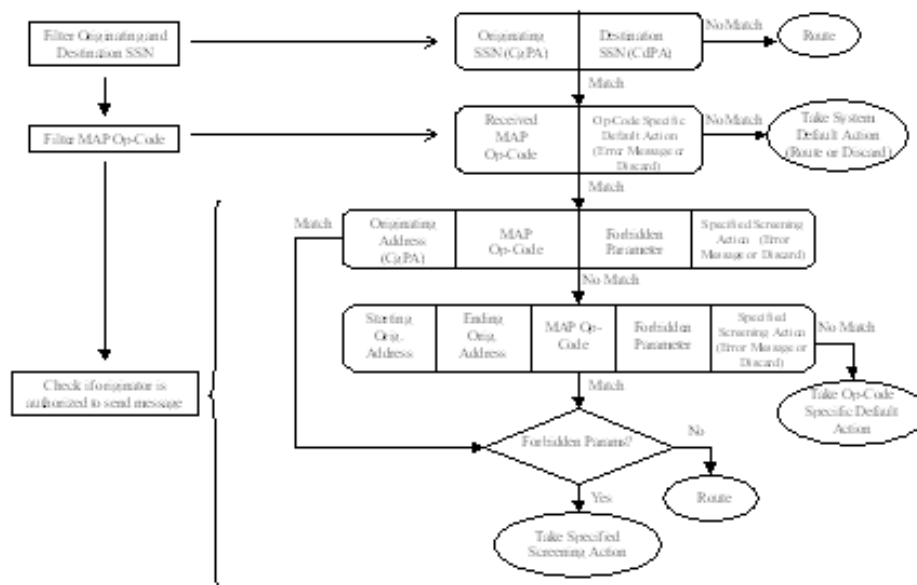 Filter Originating and
Destination SSN
Originating
SSN (CgPA)
Destination
SSN (CdPA)
No Match
Route
Match
Filter MAP Op-Code
Received
MAP
Op-Code
Op-Code Specific
Default Action
(Error Message or
Discard)
No Match
Take System
Default Action
(Route or Discard)
Match
Match
Originating
Address
(CgPA)
MAP
Op-Code
Forbidden
Parameter
Specified Screening
Action (Error
Message or Discard)
No Match
Starting
Orig.
Address
Ending
Orig.
Address
MAP Op-
Code
Forbidden
Parameter
Specified
Screening Action
(Error Message or
Discard)
No Match
Check if originator is
authorized to send message
Match
Take Op-Code
Specific Default
Action
Forbidden Params?
No
Route
Yes
Take Specified
Screening Action